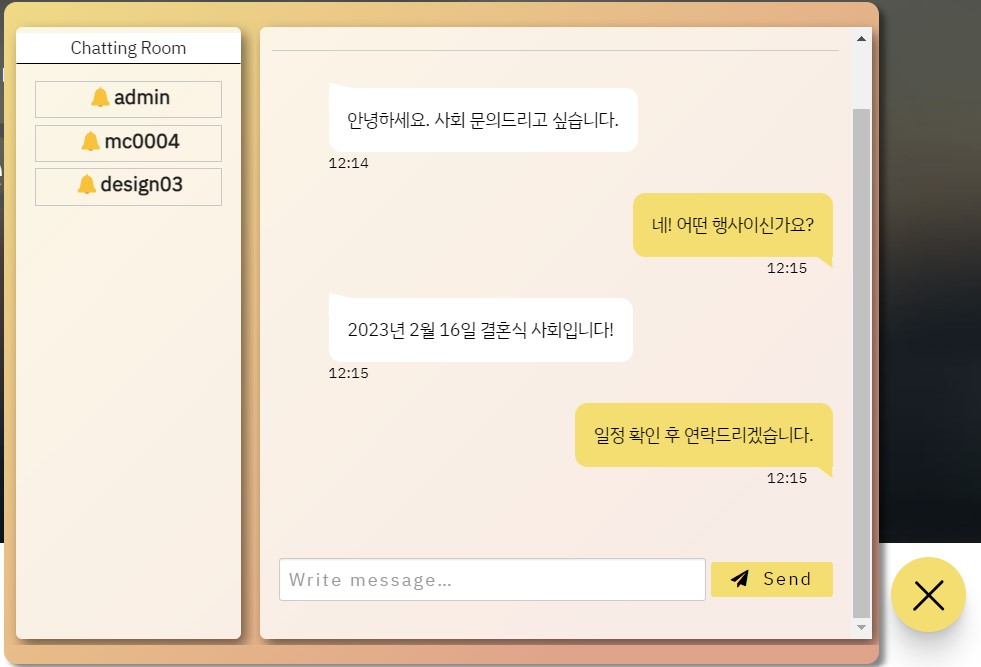 Chatting Room
admin
mc0004
design03
안녕하세요. 사회 문의드리고 싶습니다.
12:14
네! 어떤 행사이신가요?
12:15
2023년 2월 16일 결혼식 사회입니다!
12:15
일정 확인 후 연락드리겠습니다.
12:15
Write message...
Send